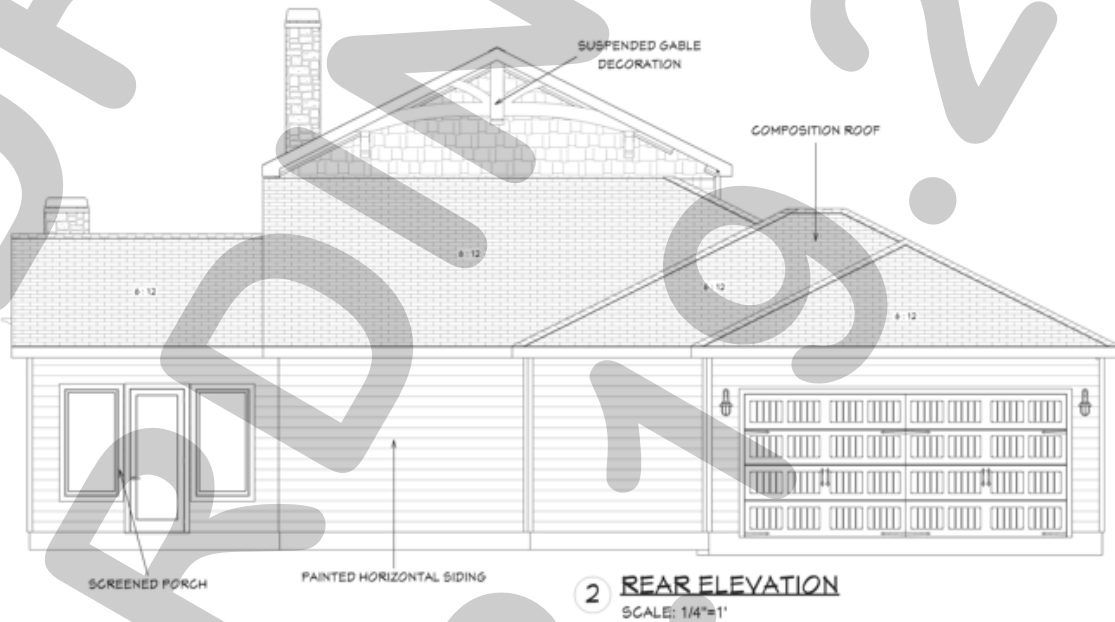 SUSPENDED GABLE
DECORATION
COMPOSITION ROOF
6 : 12
6 : 12
6 : 12
6 : 12
SCREENED PORCH
PAINTED HORIZONTAL SIDING
2 REAR ELEVATION
SCALE: 1/4"=1'